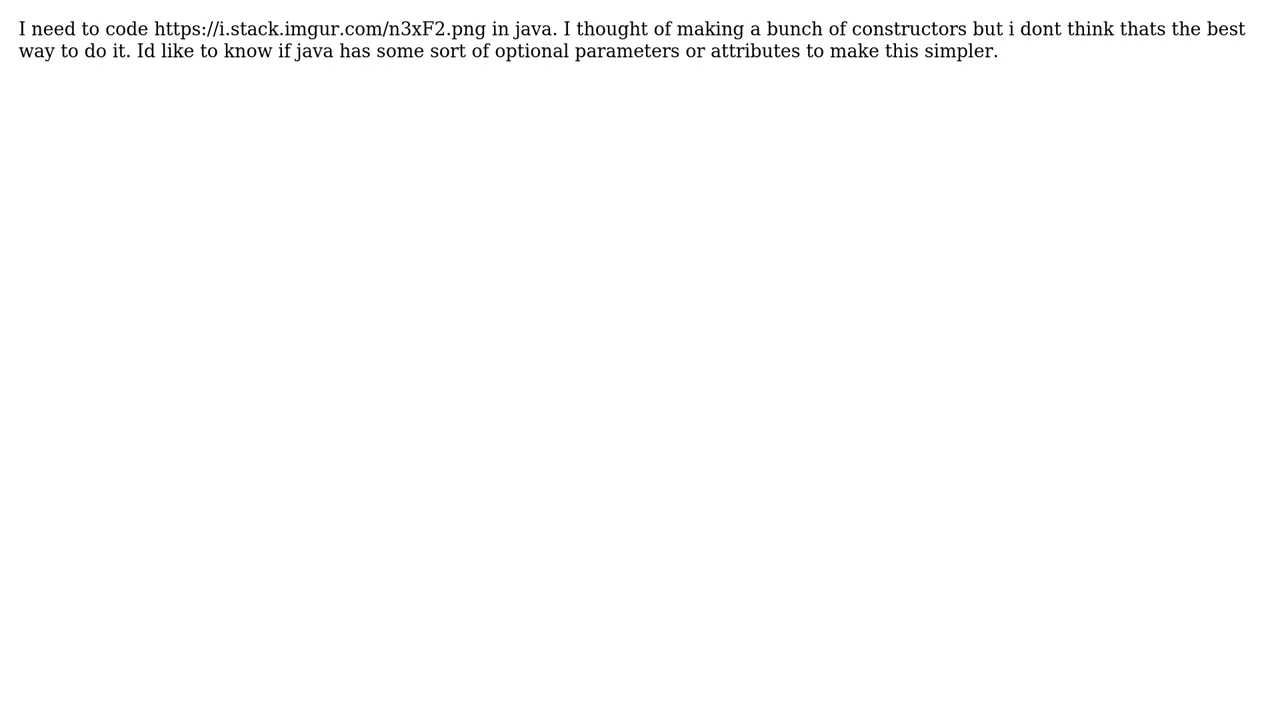 I need to code https://i.stack.imgur.com/n3xF2.png in java. I thought of making a bunch of constructors but i dont think thats the best
way to do it. Id like to know if java has some sort of optional parameters or attributes to make this simpler.